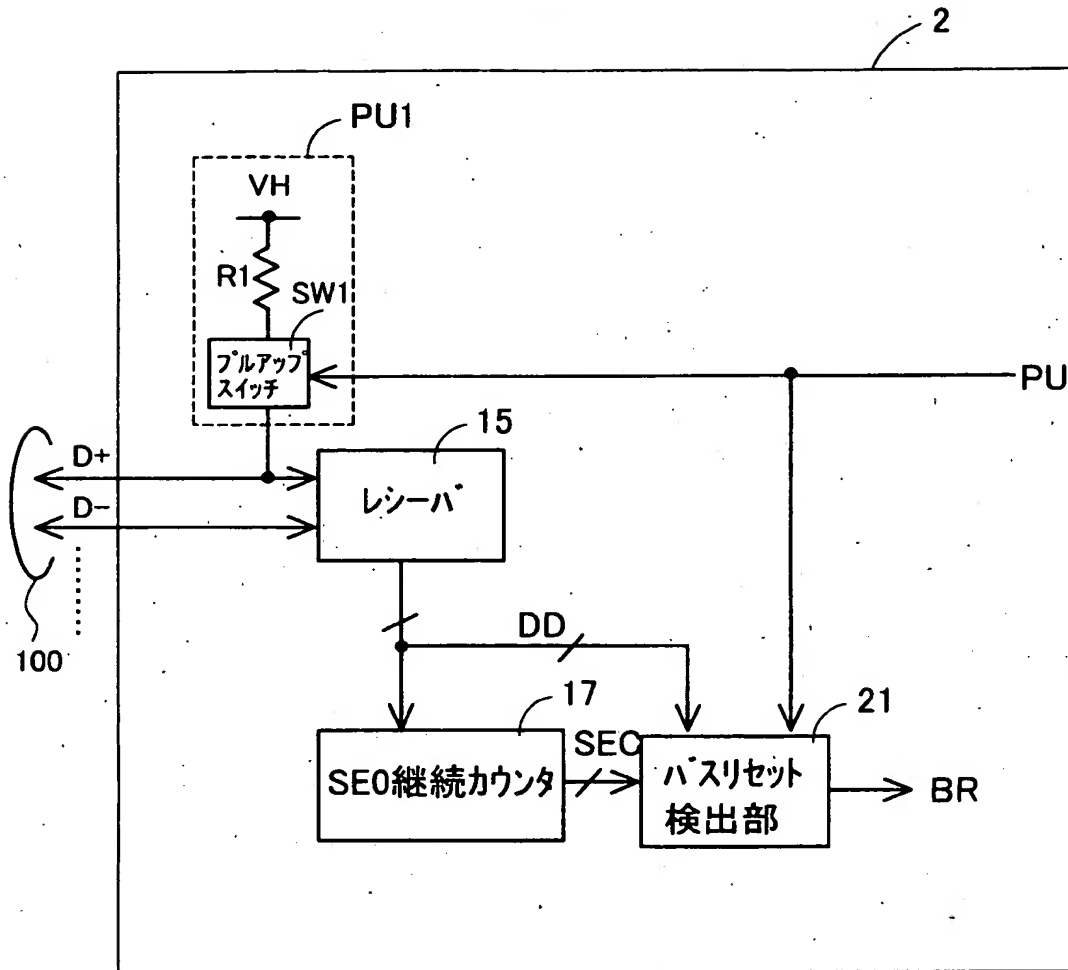 2
PU1
VH
R1
SW1
プルアップ
スイッチ
PU
15
D+
レシーバ
D-
100
DD
17
21
SEC
SE0継続カウンタ
バスリセット
検出部
BR